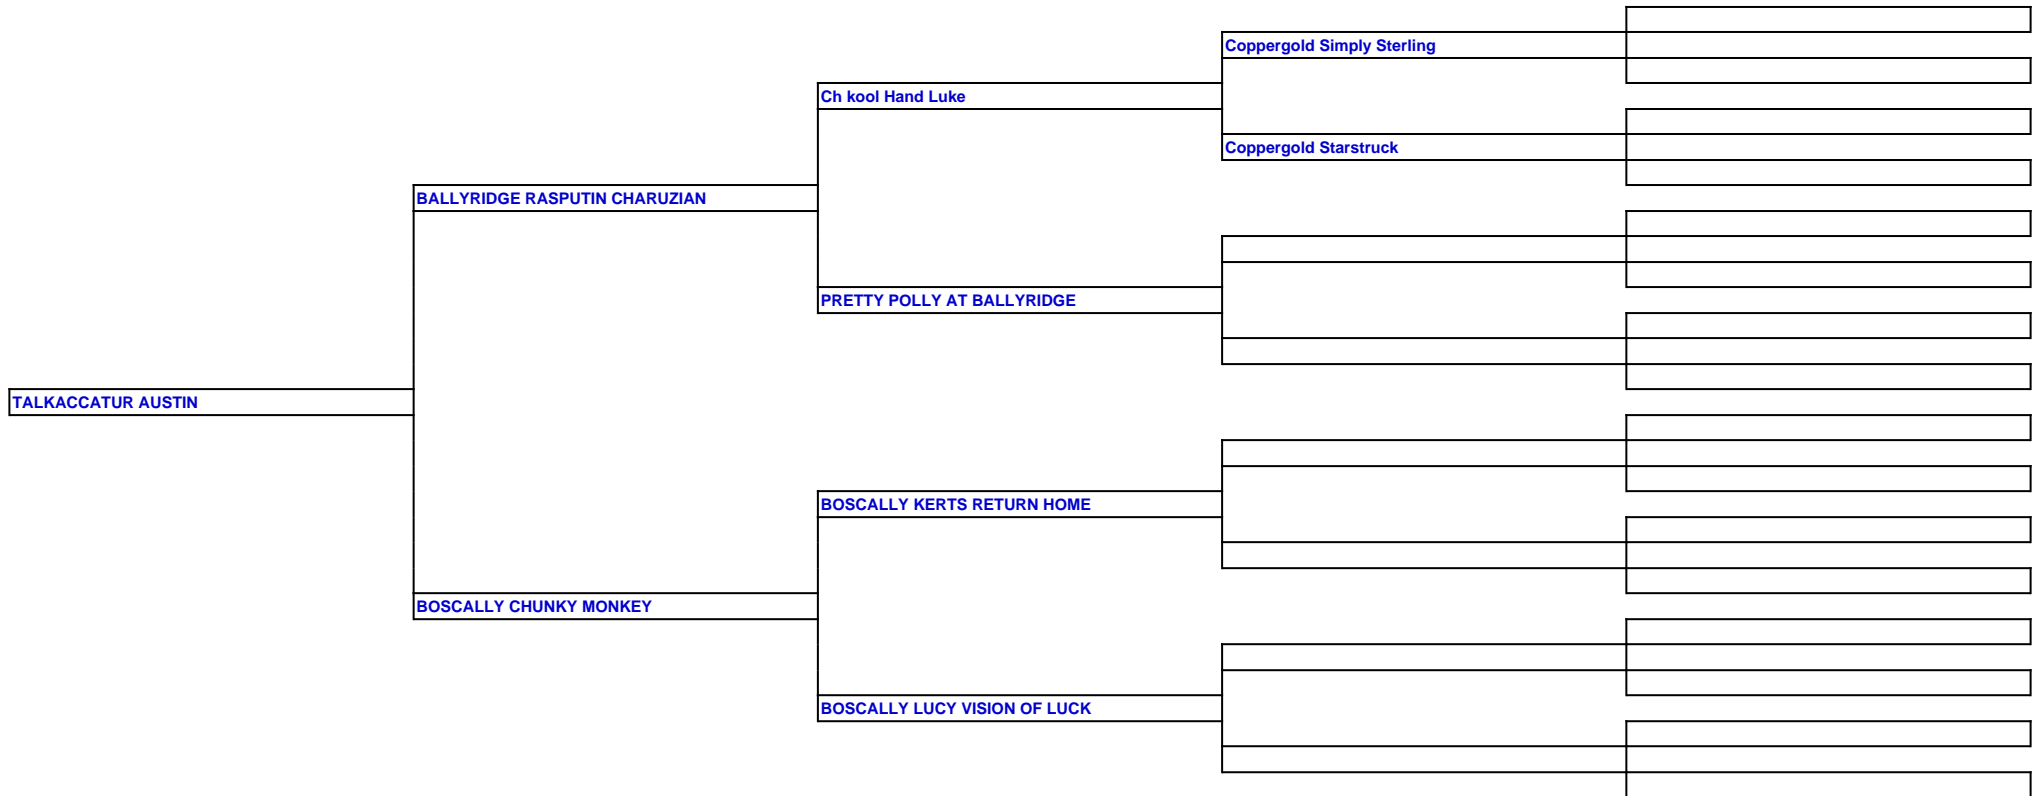 Coppergold Simply Sterling
Ch kool Hand Luke
Coppergold Starstruck
BALLYRIDGE RASPUTIN CHARUZIAN
PRETTY POLLY AT BALLYRIDGE
TALKACCATUR AUSTIN
BOSCALLY KERTS RETURN HOME
BOSCALLY CHUNKY MONKEY
BOSCALLY LUCY VISION OF LUCK